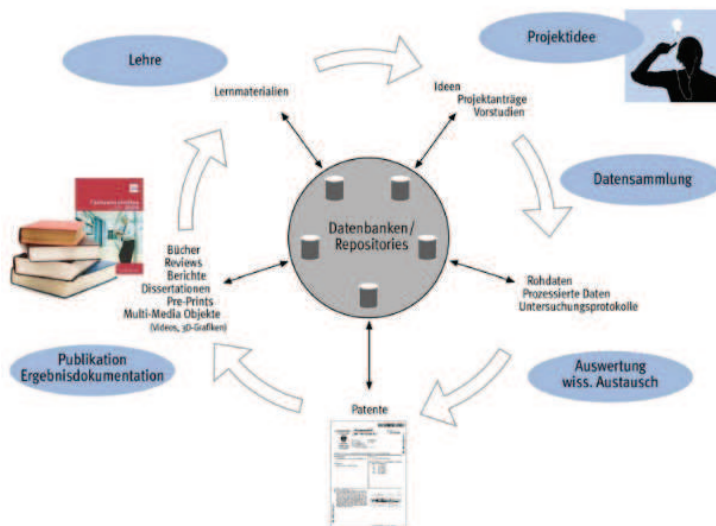 Lehre
Projektidee
Lernmaterialien
Ideen
Projektanträge
Vorstudien
Datensammlung
Datenbanken/
Repositories
Bücher
Reviews
Berichte
Dissertationen
Pre-Prints
Multi-Media Objekte
(Videos, 3D-Grafiken)
Rohdaten
Prozessierte Daten
Untersuchungsprotokolle
Publikation
Ergebnisdokumentation
Auswertung
wiss. Austausch
Patente